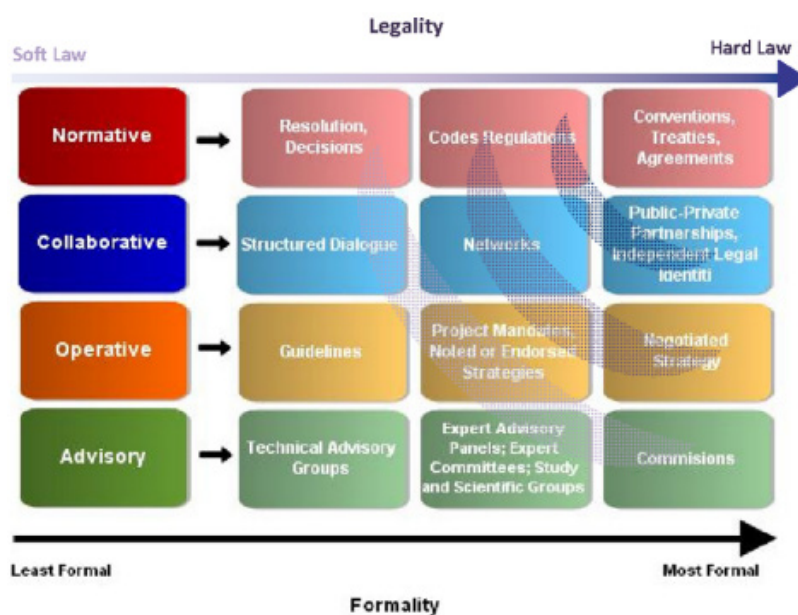 Legality
Soft Law
Hard Law
Normative
Resolution,
Decisions
Codes Regulations
Conventions,
Treaties,
Agreements
Collaborative
Structured Dialogue
Networks
Public-Private
Partnerships,
Independent Legal
Identiti
Operative
Guidelines
Project Mandates,
Noted or Endorsed
Strategies
Negotiated
Strategy
Advisory
Technical Advisory
Groups
Expert Advisory
Panels; Expert
Committees; Study
and Scientific Groups
Commisions
Least Formal
Most Formal
Formality